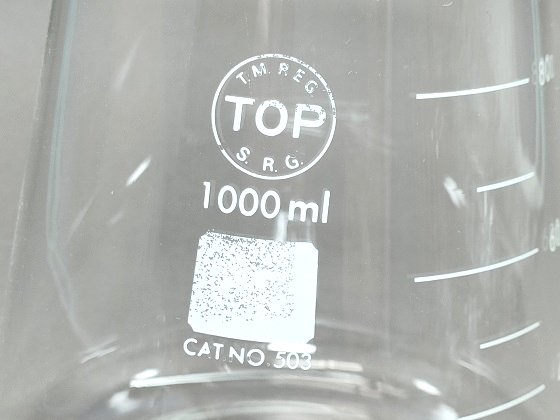 T.M. REG.
TOP
S. R. G.
1000 ml
CAT.NO. 503